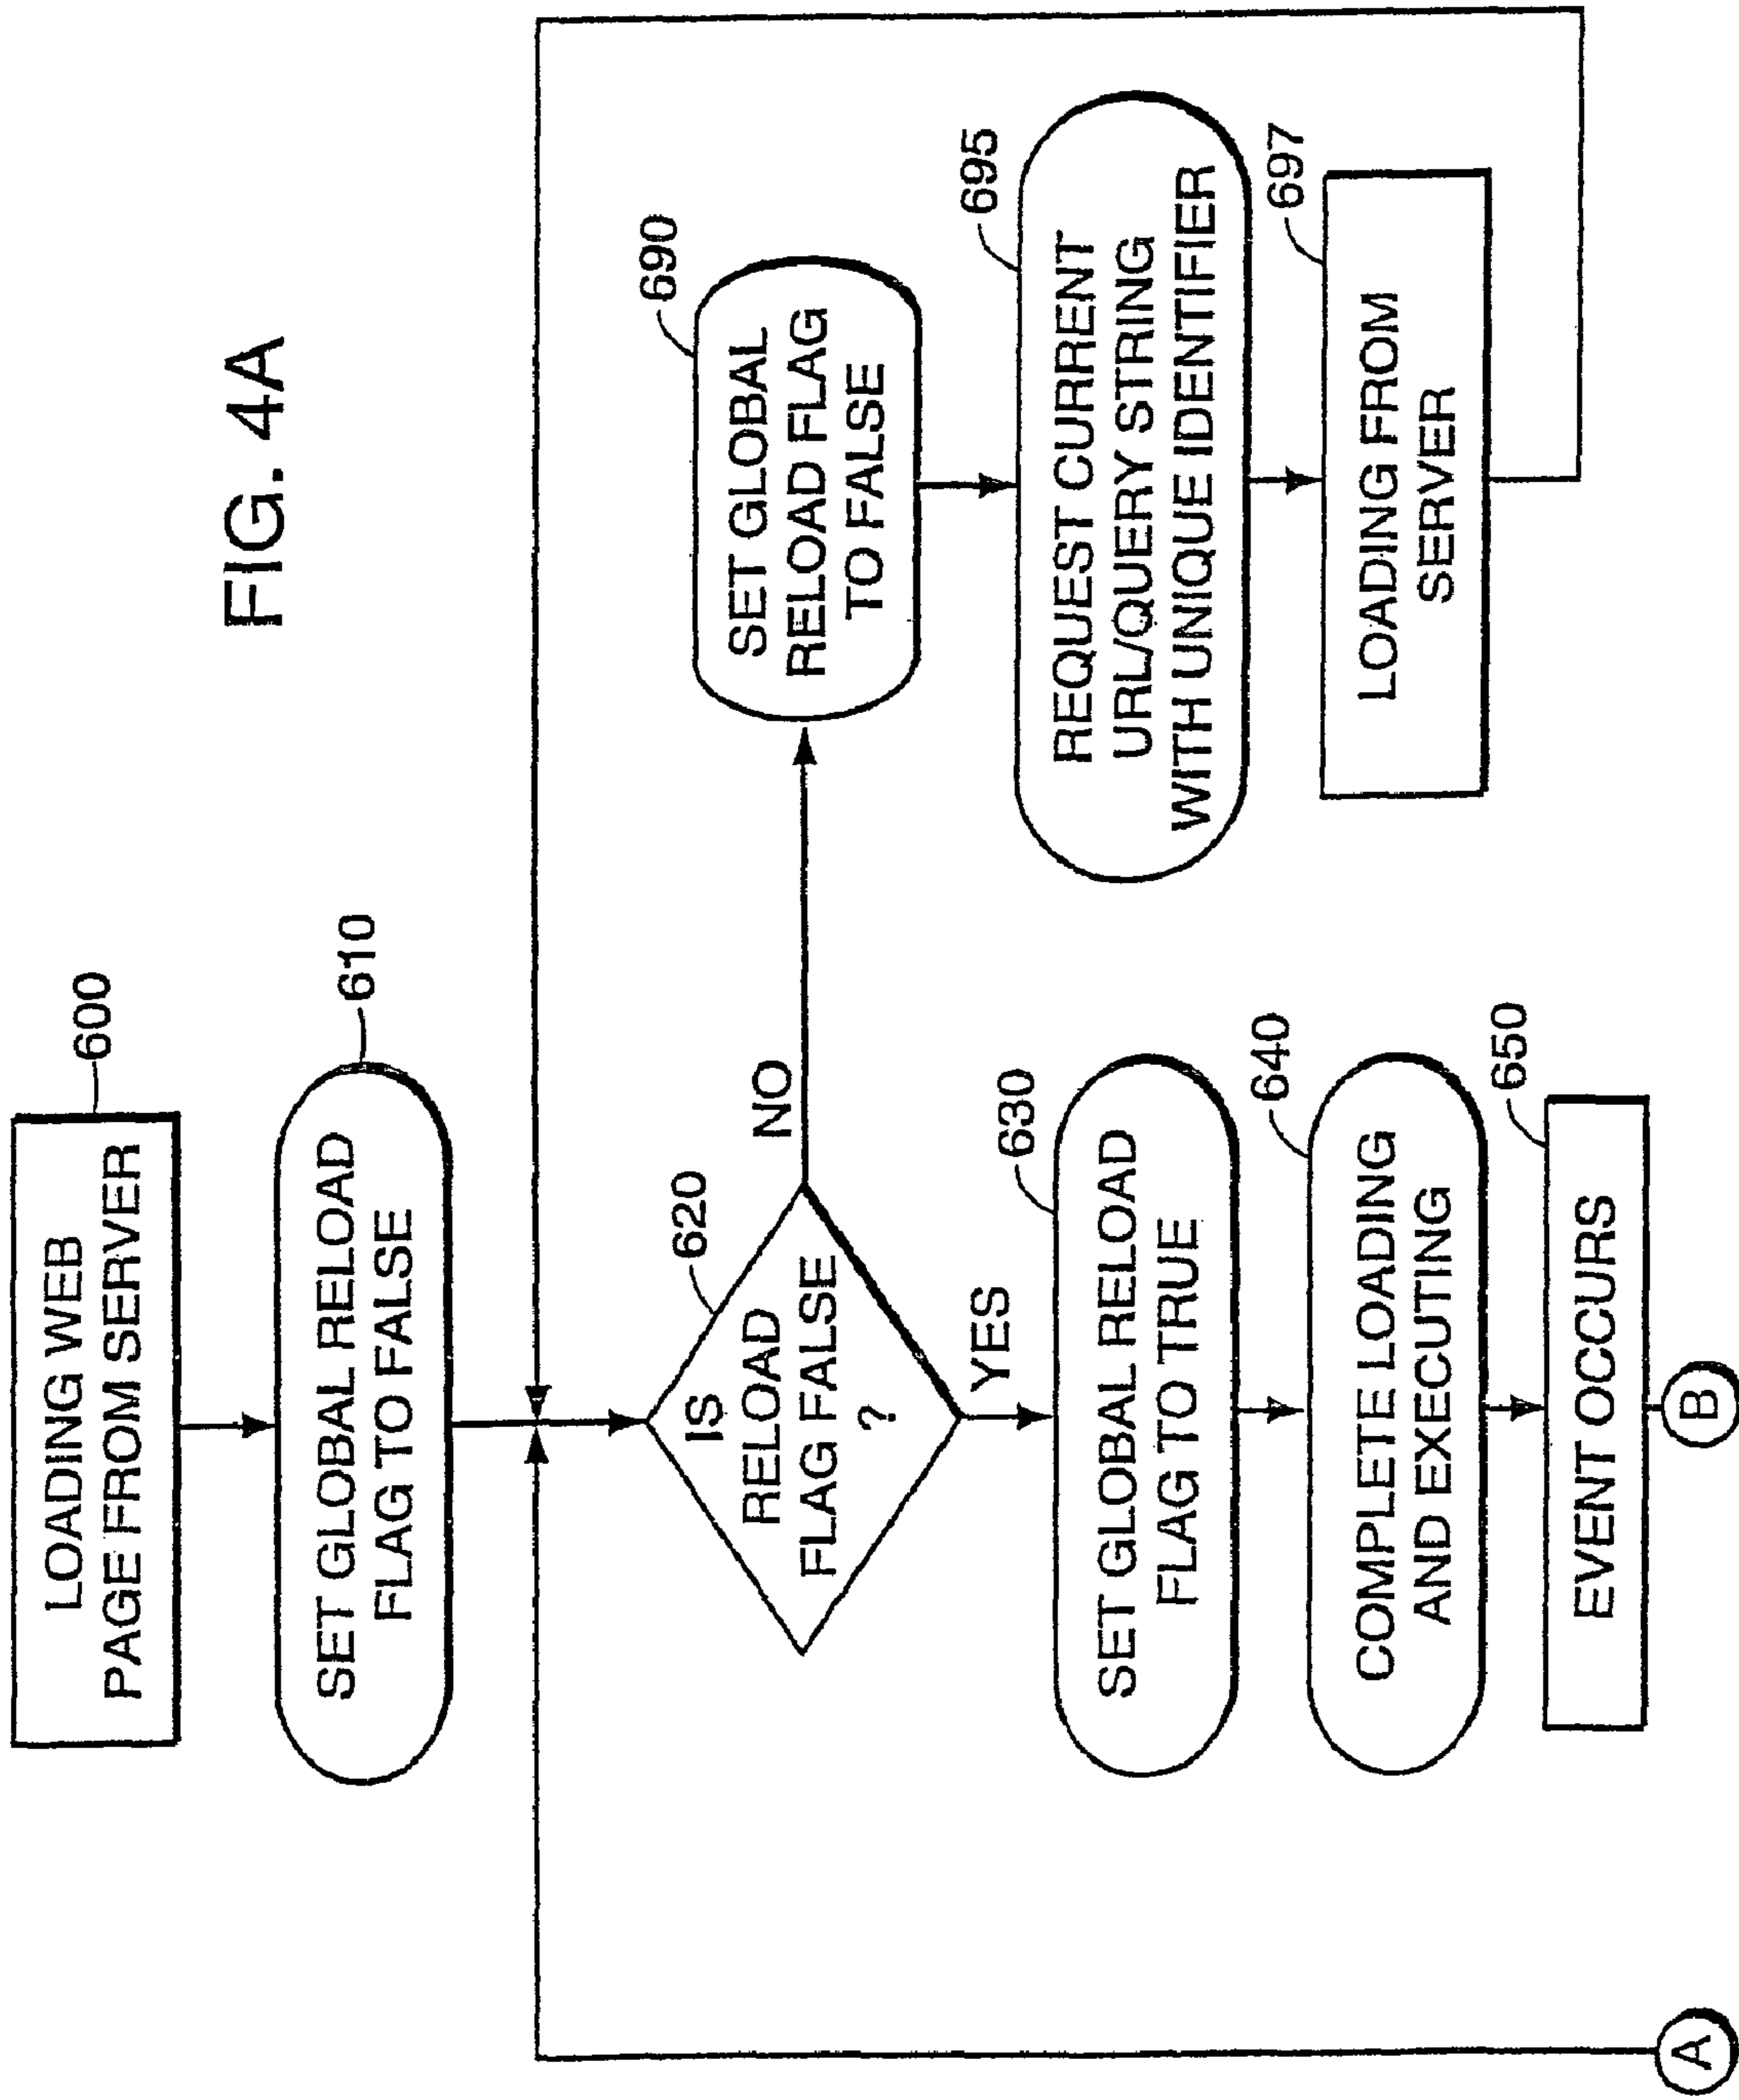 FIG. 4A
LOADING WEB
PAGE FROM SERVER
600
SET GLOBAL RELOAD
FLAG TO FALSE
610
IS
RELOAD
FLAG FALSE
?
620
NO
YES
SET GLOBAL RELOAD
FLAG TO TRUE
630
COMPLETE LOADING
AND EXECUTING
640
EVENT OCCURS
650
B
A
SET GLOBAL
RELOAD FLAG
TO FALSE
690
REQUEST CURRENT
URL/QUERY STRING
WITH UNIQUE IDENTIFIER
695
LOADING FROM
SERVER
697